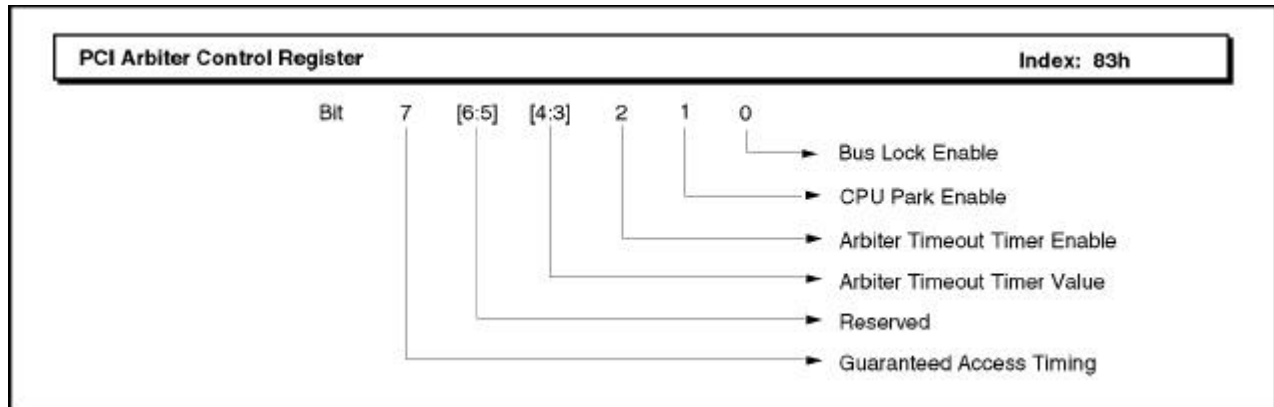 PCI Arbiter Control Register Index: 83h
Bit 7 [6:5] [4:3] 2 1 0
Bus Lock Enable
CPU Park Enable
Arbiter Timeout Timer Enable
Arbiter Timeout Timer Value
Reserved
Guaranteed Access Timing